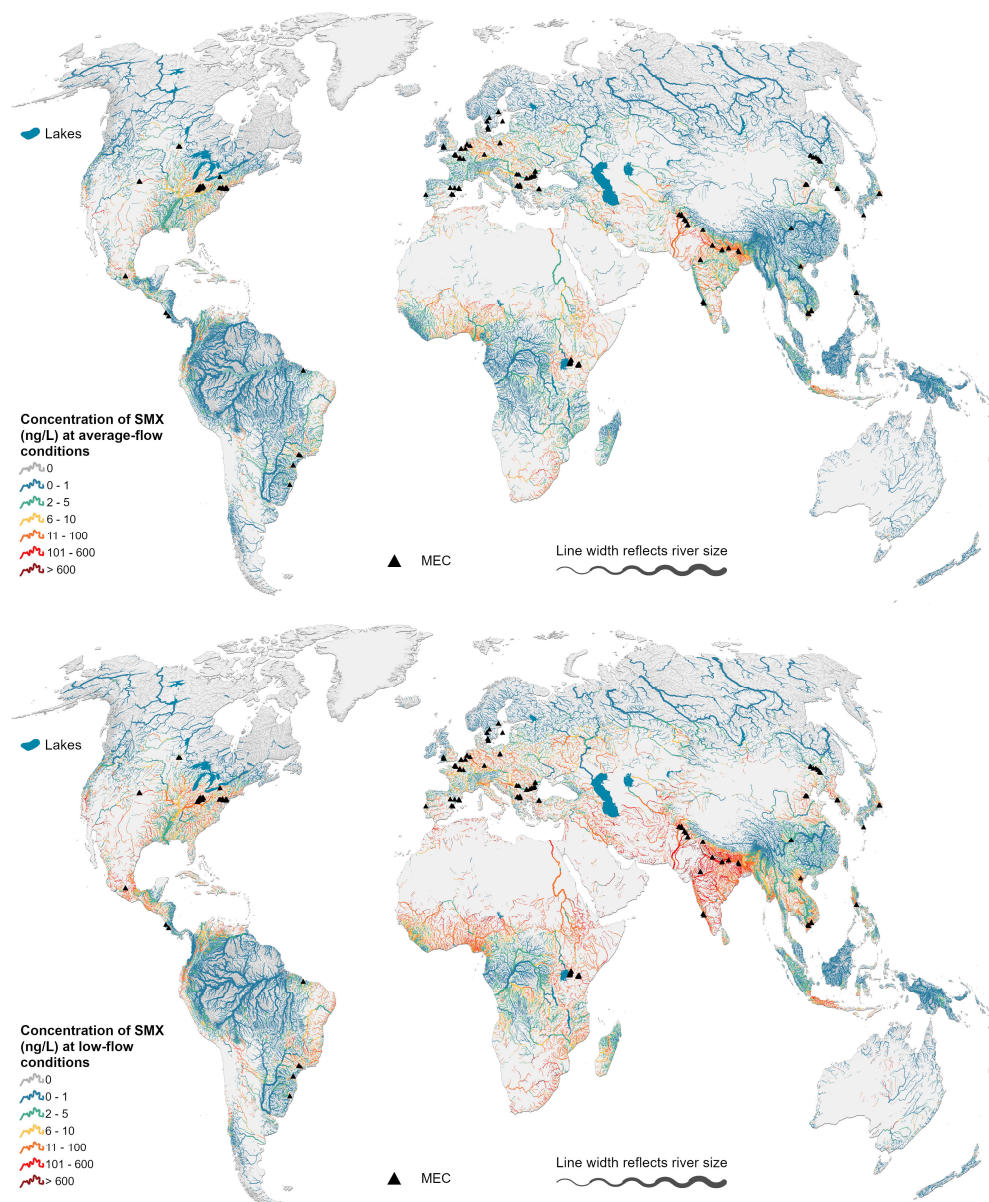 Lakes
Concentration of SMX
(ng/L) at average-flow
conditions
0
0 - 1
2 - 5
6 - 10
11 - 100
101 - 600
> 600
MEC
Line width reflects river size
Lakes
Concentration of SMX
(ng/L) at low-flow
conditions
0
0 - 1
2 - 5
6 - 10
11 - 100
101 - 600
> 600
MEC
Line width reflects river size